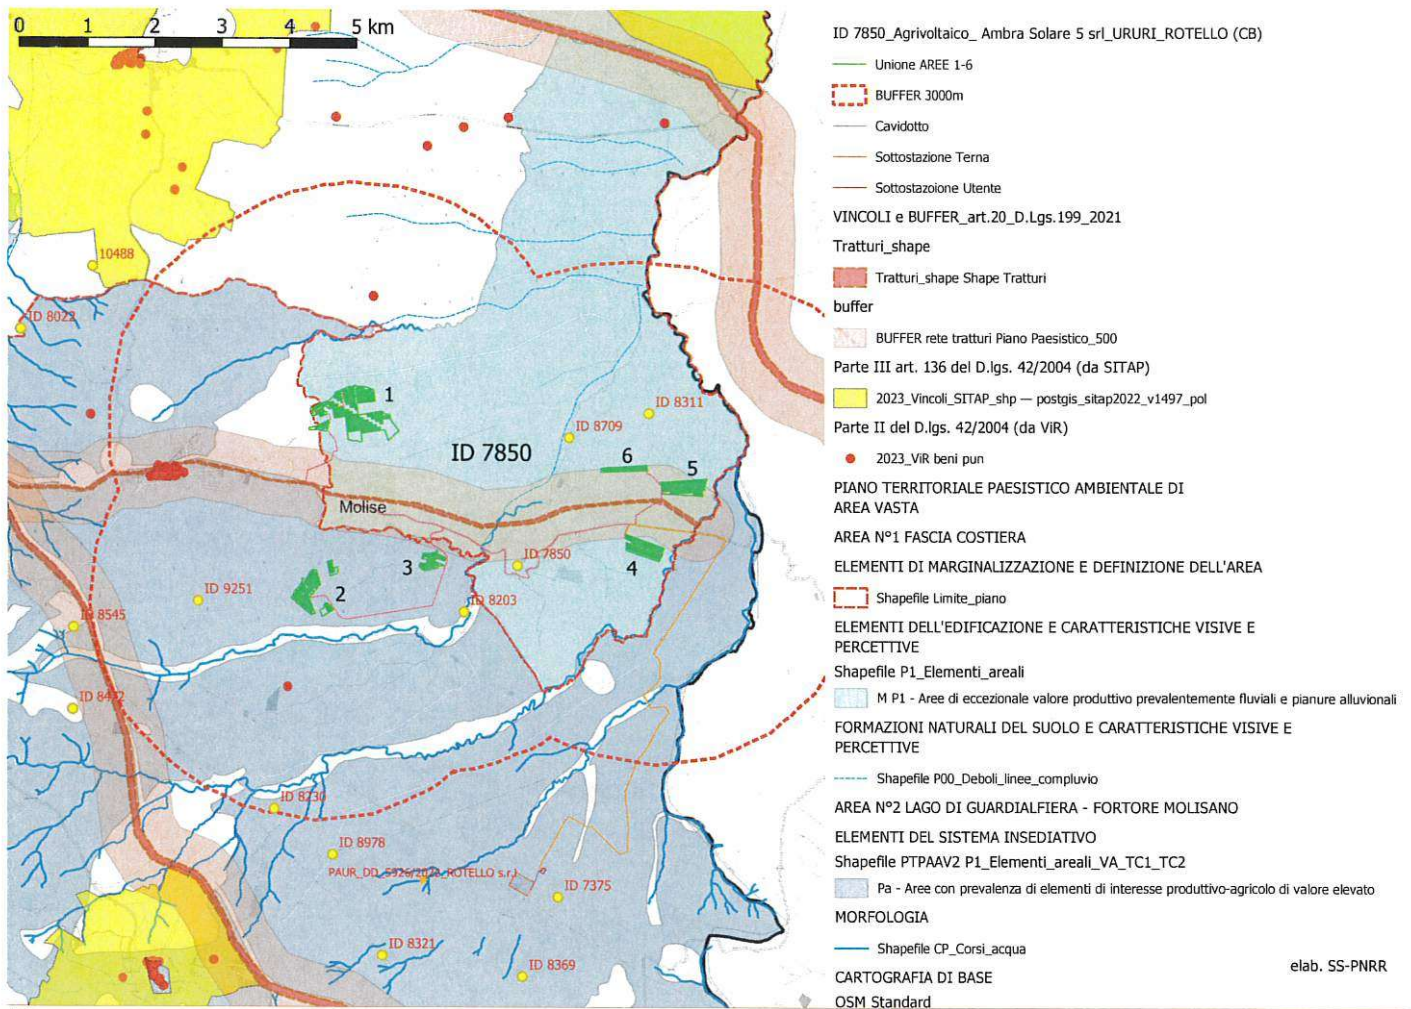 0 1 2 3 4 5 km
10488
ID 8022
1
ID 8311
ID 8709
ID 7850
6
5
Molise
ID 7850
3
4
2
ID 9251
ID 8203
ID 8545
ID 8472
ID 8230
ID 8978
PAUR_DD_5926/2020_ROTELLO s.r.l
ID 7375
ID 8321
ID 8369
ID 7850_Agrivoltaico_ Ambra Solare 5 srl_URURI_ROTELLO (CB)
Unione AREE 1-6
BUFFER 3000m
Cavidotto
Sottostazione Terna
Sottostazoione Utente
VINCOLI e BUFFER_art.20_D.Lgs.199_2021
Tratturi_shape
Tratturi_shape Shape Tratturi
buffer
BUFFER rete tratturi Piano Paesistico_500
Parte III art. 136 del D.lgs. 42/2004 (da SITAP)
2023_Vincoli_SITAP_shp — postgis_sitap2022_v1497_pol
Parte II del D.lgs. 42/2004 (da ViR)
2023_ViR beni pun
PIANO TERRITORIALE PAESISTICO AMBIENTALE DI
AREA VASTA
AREA N°1 FASCIA COSTIERA
ELEMENTI DI MARGINALIZZAZIONE E DEFINIZIONE DELL'AREA
Shapefile Limite_piano
ELEMENTI DELL'EDIFICAZIONE E CARATTERISTICHE VISIVE E
PERCETTIVE
Shapefile P1_Elementi_areali
M P1 - Aree di eccezionale valore produttivo prevalentemente fluviali e pianure alluvionali
FORMAZIONI NATURALI DEL SUOLO E CARATTERISTICHE VISIVE E
PERCETTIVE
Shapefile P00_Deboli_linee_compluvio
AREA N°2 LAGO DI GUARDIALFIERA - FORTORE MOLISANO
ELEMENTI DEL SISTEMA INSEDIATIVO
Shapefile PTPAAV2 P1_Elementi_areali_VA_TC1_TC2
Pa - Aree con prevalenza di elementi di interesse produttivo-agricolo di valore elevato
MORFOLOGIA
Shapefile CP_Corsi_acqua
CARTOGRAFIA DI BASE
OSM Standard
elab. SS-PNRR